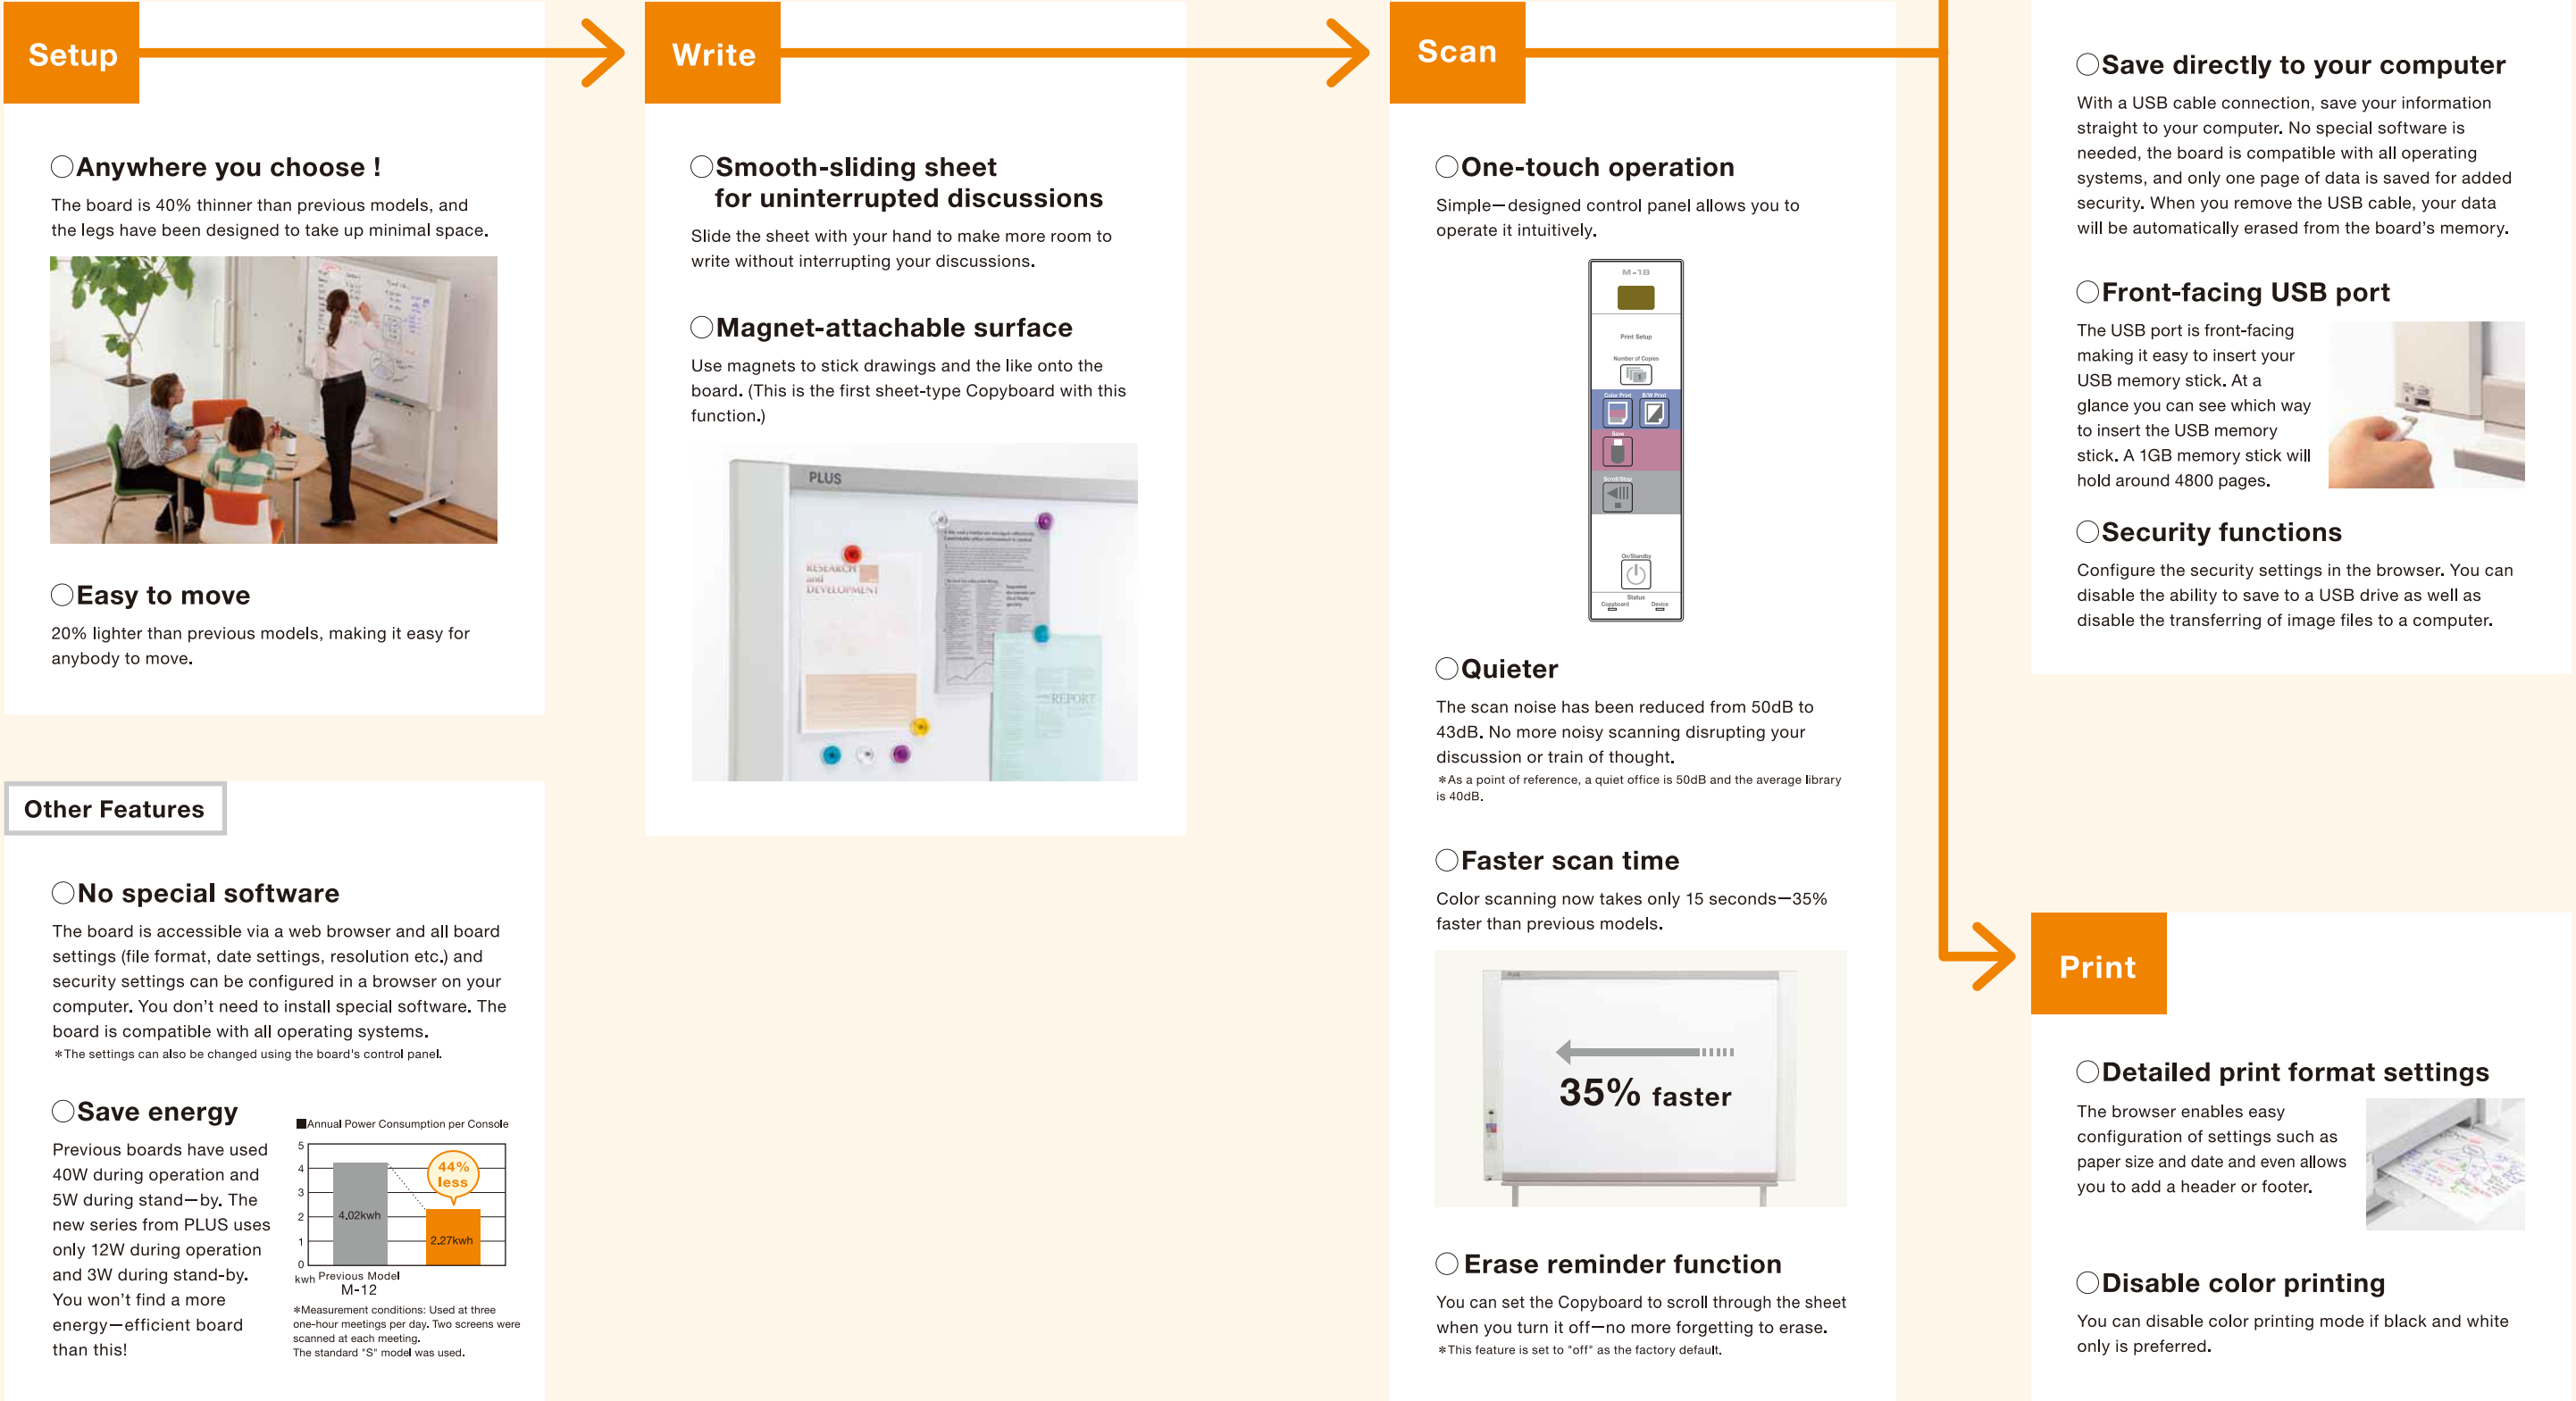 Setup
○Anywhere you choose !
The board is 40% thinner than previous models, and
the legs have been designed to take up minimal space.
○Easy to move
20% lighter than previous models, making it easy for
anybody to move.
Other Features
○No special software
The board is accessible via a web browser and all board
settings (file format, date settings, resolution etc.) and
security settings can be configured in a browser on your
computer. You don't need to install special software. The
board is compatible with all operating systems.
*The settings can also be changed using the board's control panel.
○Save energy
Previous boards have used
40W during operation and
5W during stand—by. The
new series from PLUS uses
only 12W during operation
and 3W during stand-by.
You won't find a more
energy—efficient board
than this!
■Annual Power Consumption per Console
5
4
3
2
1
0
kwh
44%
less
4.02kwh
2.27kwh
Previous Model
M-12
*Measurement conditions: Used at three
one-hour meetings per day. Two screens were
scanned at each meeting.
The standard "S" model was used.
Write
○Smooth-sliding sheet
for uninterrupted discussions
Slide the sheet with your hand to make more room to
write without interrupting your discussions.
○Magnet-attachable surface
Use magnets to stick drawings and the like onto the
board. (This is the first sheet-type Copyboard with this
function.)
PLUS
RESEARCH
and
DEVELOPMENT
REPORT
Scan
○One-touch operation
Simple—designed control panel allows you to
operate it intuitively.
M-18
Print Setup
Number of Copies
Color Print B/W Print
Save
Scroll/Stop
On/Standby
Status
Copyboard Device
○Quieter
The scan noise has been reduced from 50dB to
43dB. No more noisy scanning disrupting your
discussion or train of thought.
*As a point of reference, a quiet office is 50dB and the average library
is 40dB.
○Faster scan time
Color scanning now takes only 15 seconds—35%
faster than previous models.
PLUS
35% faster
○Erase reminder function
You can set the Copyboard to scroll through the sheet
when you turn it off—no more forgetting to erase.
*This feature is set to "off" as the factory default.
○Save directly to your computer
With a USB cable connection, save your information
straight to your computer. No special software is
needed, the board is compatible with all operating
systems, and only one page of data is saved for added
security. When you remove the USB cable, your data
will be automatically erased from the board's memory.
○Front-facing USB port
The USB port is front-facing
making it easy to insert your
USB memory stick. At a
glance you can see which way
to insert the USB memory
stick. A 1GB memory stick will
hold around 4800 pages.
○Security functions
Configure the security settings in the browser. You can
disable the ability to save to a USB drive as well as
disable the transferring of image files to a computer.
Print
○Detailed print format settings
The browser enables easy
configuration of settings such as
paper size and date and even allows
you to add a header or footer.
○Disable color printing
You can disable color printing mode if black and white
only is preferred.